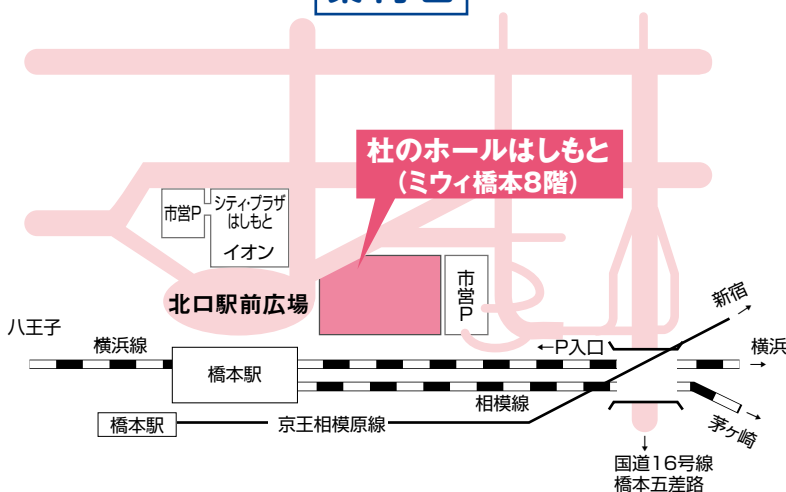 案内図
杜のホールはしもと
(ミウィ橋本8階)
市営P
シティ・プラザ
はしもと
イオン
市営P
北口駅前広場
新宿
八王子
横浜線
←P入口
横浜
→
橋本駅
相模線
橋本駅
京王相模原線
茅ヶ崎
国道16号線
橋本五差路